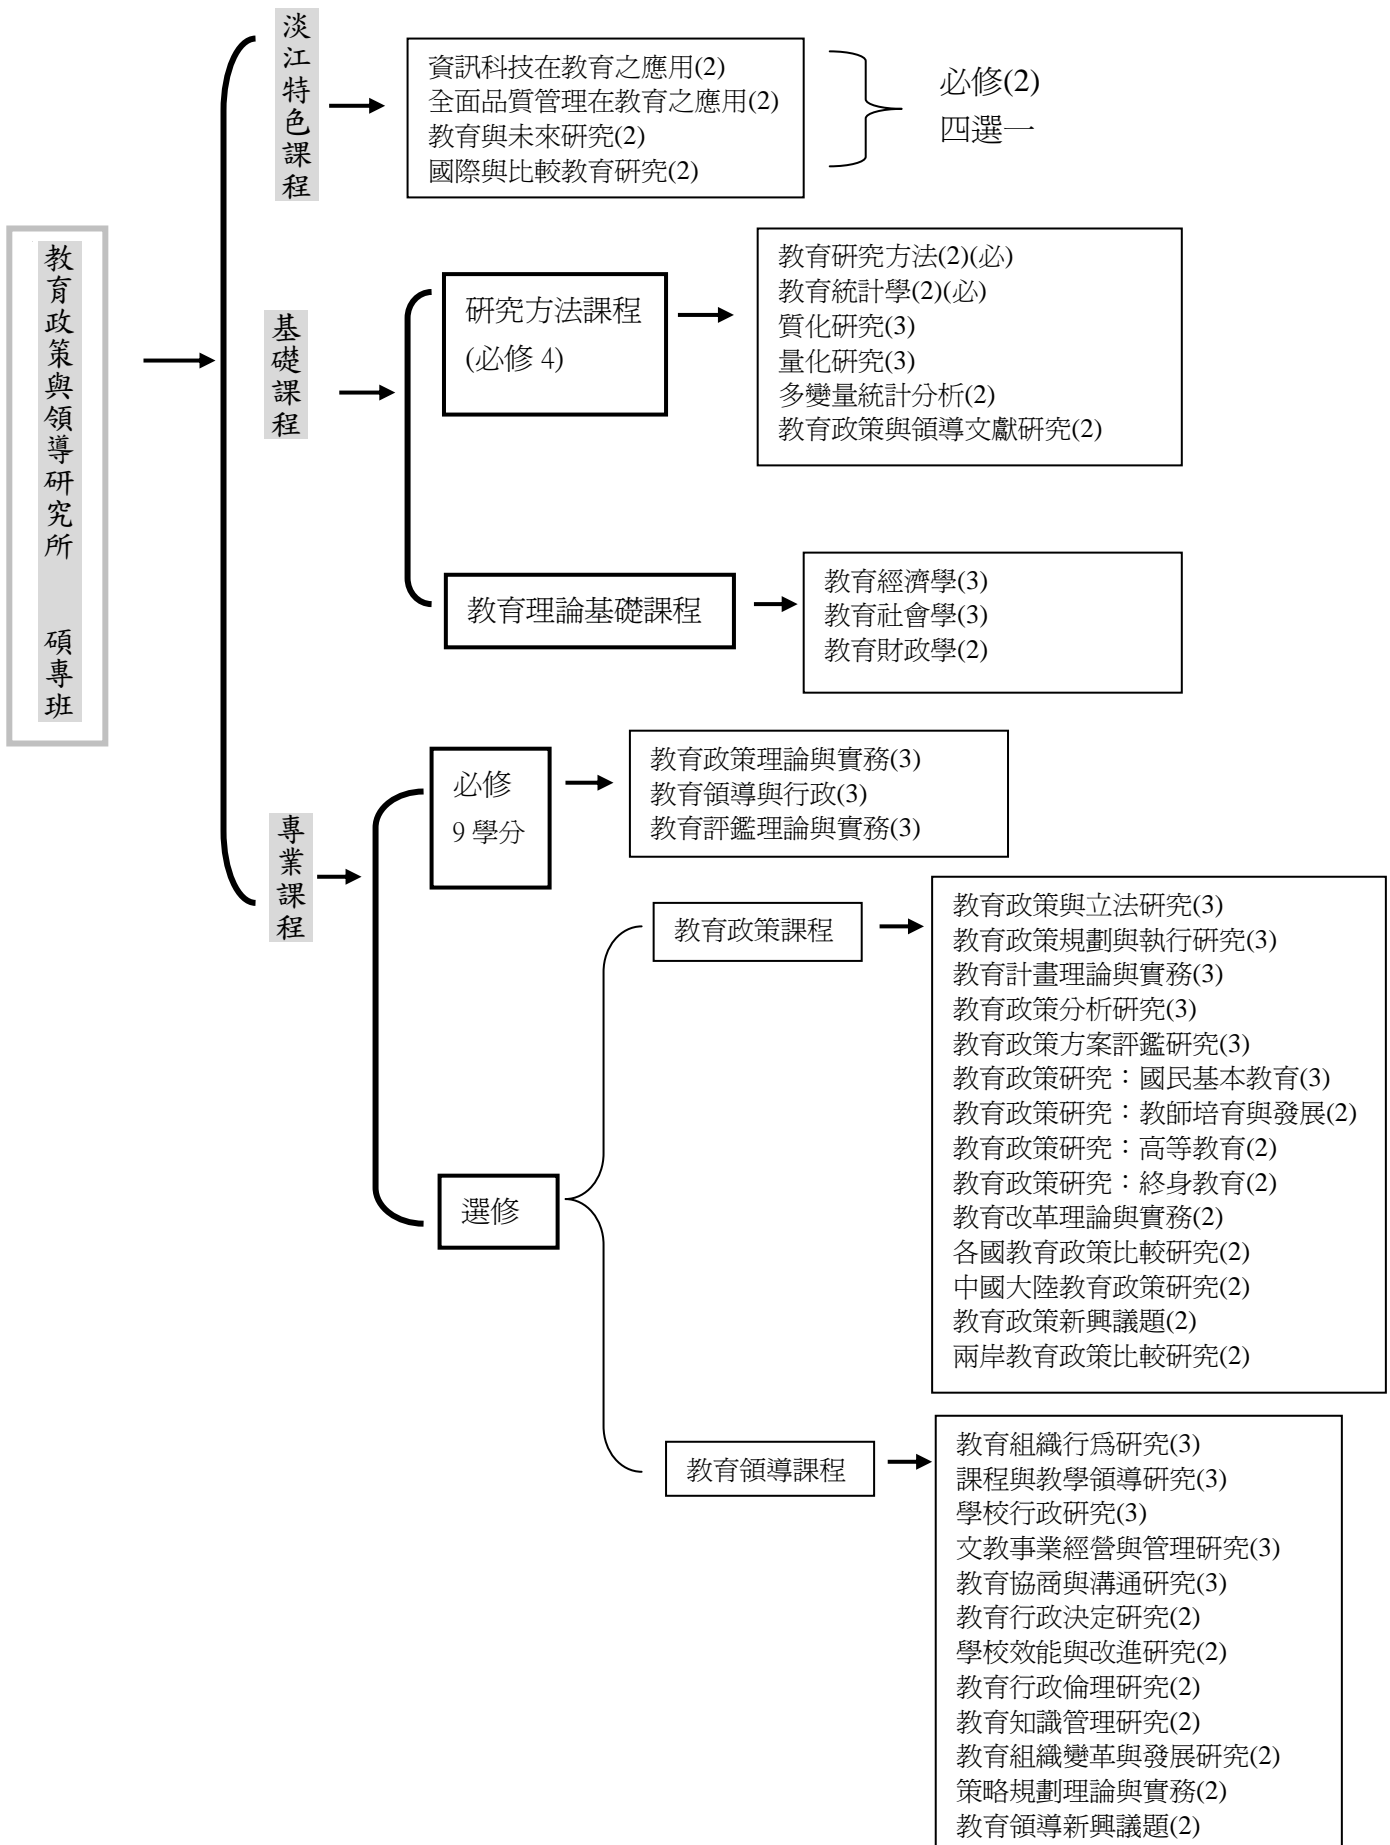 教育政策與領導研究所 碩專班
淡江特色課程
資訊科技在教育之應用(2)
全面品質管理在教育之應用(2)
教育與未來研究(2)
國際與比較教育研究(2)
必修(2)
四選一
基礎課程
研究方法課程
(必修 4)
教育研究方法(2)(必)
教育統計學(2)(必)
質化研究(3)
量化研究(3)
多變量統計分析(2)
教育政策與領導文獻研究(2)
教育理論基礎課程
教育經濟學(3)
教育社會學(3)
教育財政學(2)
專業課程
必修
9 學分
教育政策理論與實務(3)
教育領導與行政(3)
教育評鑑理論與實務(3)
選修
教育政策課程
教育政策與立法研究(3)
教育政策規劃與執行研究(3)
教育計畫理論與實務(3)
教育政策分析研究(3)
教育政策方案評鑑研究(3)
教育政策研究：國民基本教育(3)
教育政策研究：教師培育與發展(2)
教育政策研究：高等教育(2)
教育政策研究：終身教育(2)
教育改革理論與實務(2)
各國教育政策比較研究(2)
中國大陸教育政策研究(2)
教育政策新興議題(2)
兩岸教育政策比較研究(2)
教育領導課程
教育組織行為研究(3)
課程與教學領導研究(3)
學校行政研究(3)
文教事業經營與管理研究(3)
教育協商與溝通研究(3)
教育行政決定研究(2)
學校效能與改進研究(2)
教育行政倫理研究(2)
教育知識管理研究(2)
教育組織變革與發展研究(2)
策略規劃理論與實務(2)
教育領導新興議題(2)